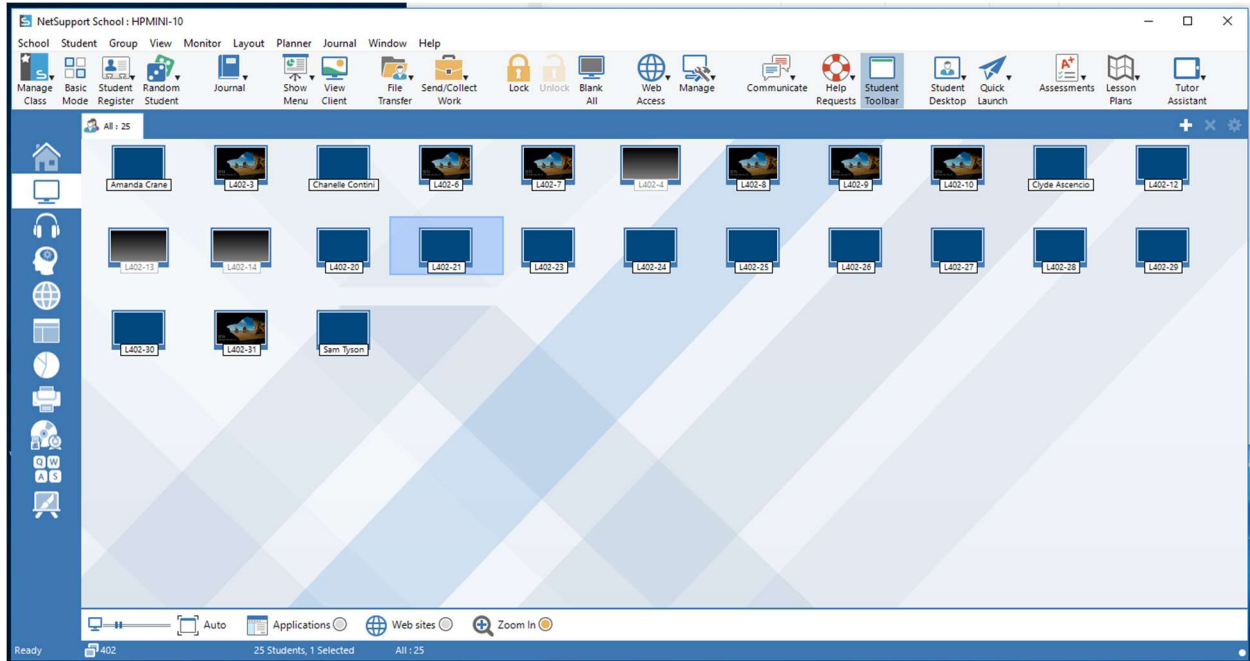 NetSupport School : HPMINI-10
School Student Group View Monitor Layout Planner Journal Window Help
Manage Class
Basic Mode
Student Register
Random Student
Journal
Show Menu
View Client
File Transfer
Send/Collect Work
Lock
Unlock
Blank All
Web Access
Manage
Communicate
Help Requests
Student Toolbar
Student Desktop
Quick Launch
A+
Assessments
Lesson Plans
Tutor Assistant
All : 25
Amanda Crane L402-3 Chanelle Contini L402-6 L402-7 L402-4 L402-8 L402-9 L402-10 Clyde Ascencio L402-12
L402-13 L402-14 L402-20 L402-21 L402-23 L402-24 L402-25 L402-26 L402-27 L402-28 L402-29
L402-30 L402-31 Sam Tyson
Q W
A S
Auto Applications Web sites Zoom In
Ready 402 25 Students, 1 Selected All : 25